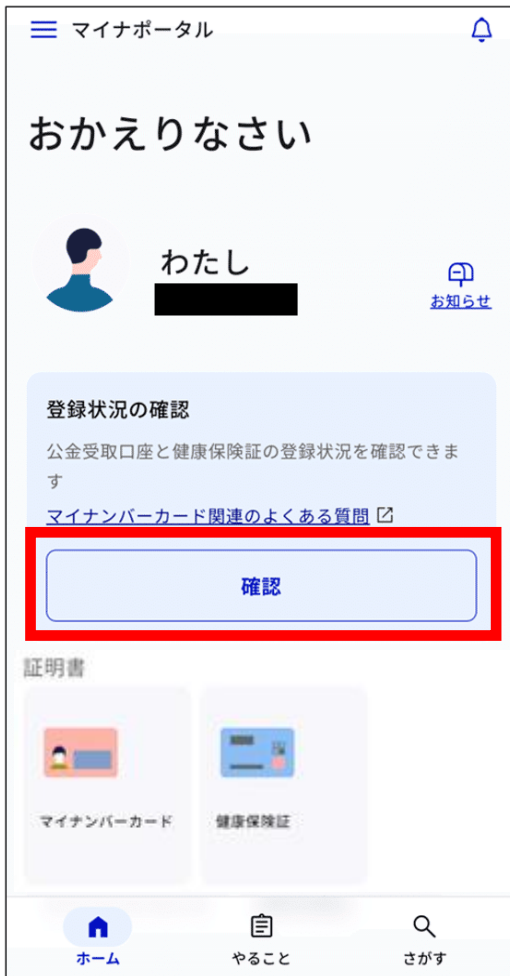 マイナポータル
おかえりなさい
わたし
お知らせ
登録状況の確認
公金受取口座と健康保険証の登録状況を確認できま
す
マイナンバーカード関連のよくある質問
確認
証明書
マイナンバーカード 健康保険証
ホーム やること さがす